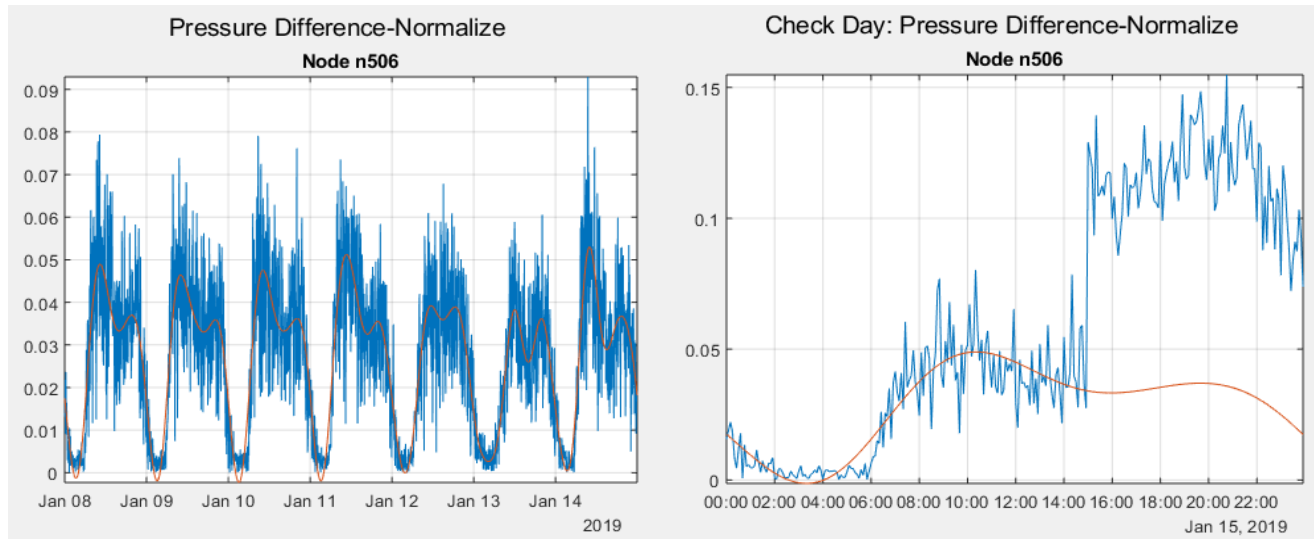 Pressure Difference-Normalize
Node n506
0.09
0.08
0.07
0.06
0.05
0.04
0.03
0.02
0.01
0
Jan 08 Jan 09 Jan 10 Jan 11 Jan 12 Jan 13 Jan 14
2019
Check Day: Pressure Difference-Normalize
Node n506
0.15
0.1
0.05
0
00:00 02:00 04:00 06:00 08:00 10:00 12:00 14:00 16:00 18:00 20:00 22:00
Jan 15, 2019